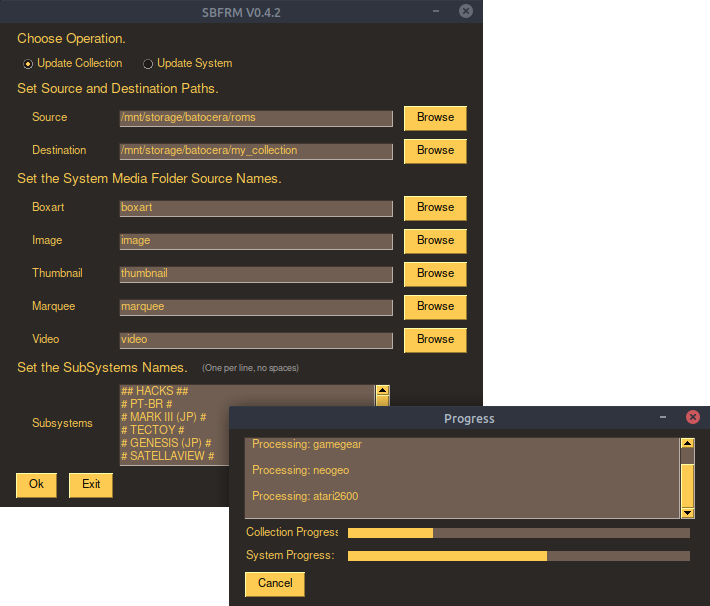 SBFRM V0.4.2
Choose Operation.
Update Collection
Update System
Set Source and Destination Paths.
Source
/mnt/storage/batocera/roms
Browse
Destination
/mnt/storage/batocera/my_collection
Browse
Set the System Media Folder Source Names.
Boxart
boxart
Browse
Image
image
Browse
Thumbnail
thumbnail
Browse
Marquee
marquee
Browse
Video
video
Browse
Set the SubSystems Names.
(One per line, no spaces)
Subsystems
## HACKS ##
# PT-BR #
# MARK III (JP) #
# TECTOY #
# GENESIS (JP) #
# SATELLAVIEW #
Ok
Exit
Progress
Processing: gamegear
Processing: neogeo
Processing: atari2600
Collection Progress
System Progress:
Cancel